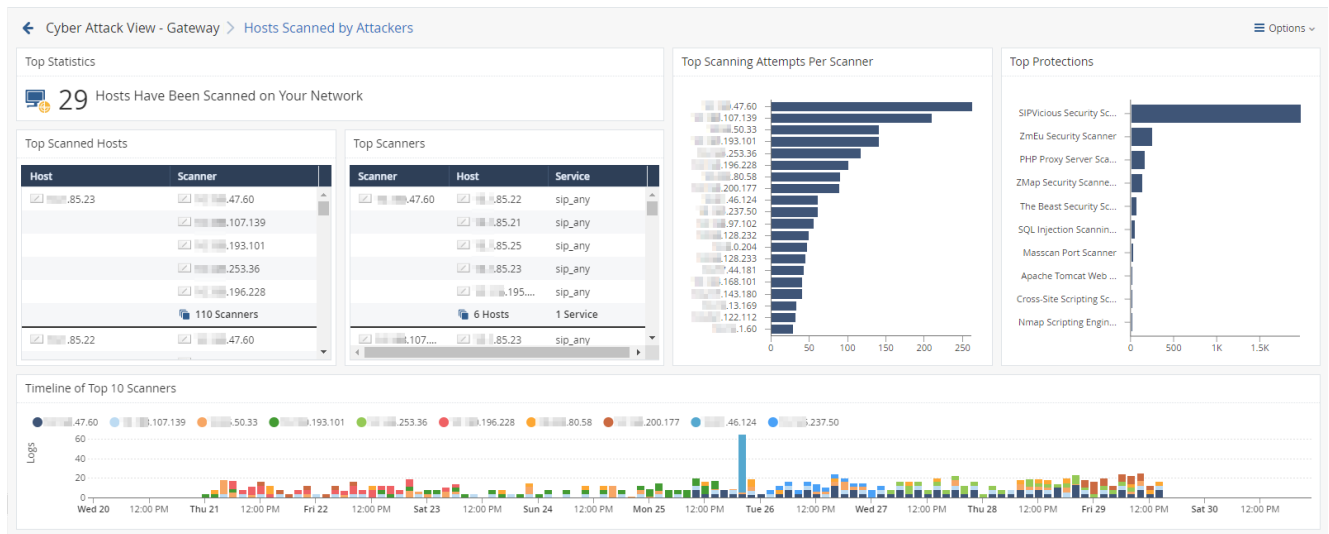 Cyber Attack View - Gateway > Hosts Scanned by Attackers
Options
Top Statistics
29 Hosts Have Been Scanned on Your Network
Top Scanned Hosts
Host Scanner
.85.23 .47.60
.107.139
.193.101
.253.36
.196.228
110 Scanners
.85.22 .47.60
Top Scanners
Scanner Host Service
.47.60 .85.22 sip_any
.85.21 sip_any
.85.25 sip_any
.85.23 sip_any
.195.... sip_any
6 Hosts 1 Service
.107.... .85.23 sip_any
Top Scanning Attempts Per Scanner
.47.60
.107.139
.50.33
.193.101
.253.36
.196.228
.80.58
.200.177
.46.124
.237.50
.97.102
.128.232
.0.204
.128.233
.44.181
.168.101
.143.180
.13.169
.122.112
.1.60
0 50 100 150 200 250
Top Protections
SIPVicious Security Sc...
ZmEu Security Scanner
PHP Proxy Server Sca...
ZMap Security Scanne...
The Beast Security Sc...
SQL Injection Scannin...
Masscan Port Scanner
Apache Tomcat Web ...
Cross-Site Scripting Sc...
Nmap Scripting Engin...
0 500 1K 1.5K
Timeline of Top 10 Scanners
.47.60 .107.139 .50.33 .193.101 .253.36 .196.228 .80.58 .200.177 .46.124 .237.50
Logs
60
40
20
0
Wed 20 12:00 PM Thu 21 12:00 PM Fri 22 12:00 PM Sat 23 12:00 PM Sun 24 12:00 PM Mon 25 12:00 PM Tue 26 12:00 PM Wed 27 12:00 PM Thu 28 12:00 PM Fri 29 12:00 PM Sat 30 12:00 PM